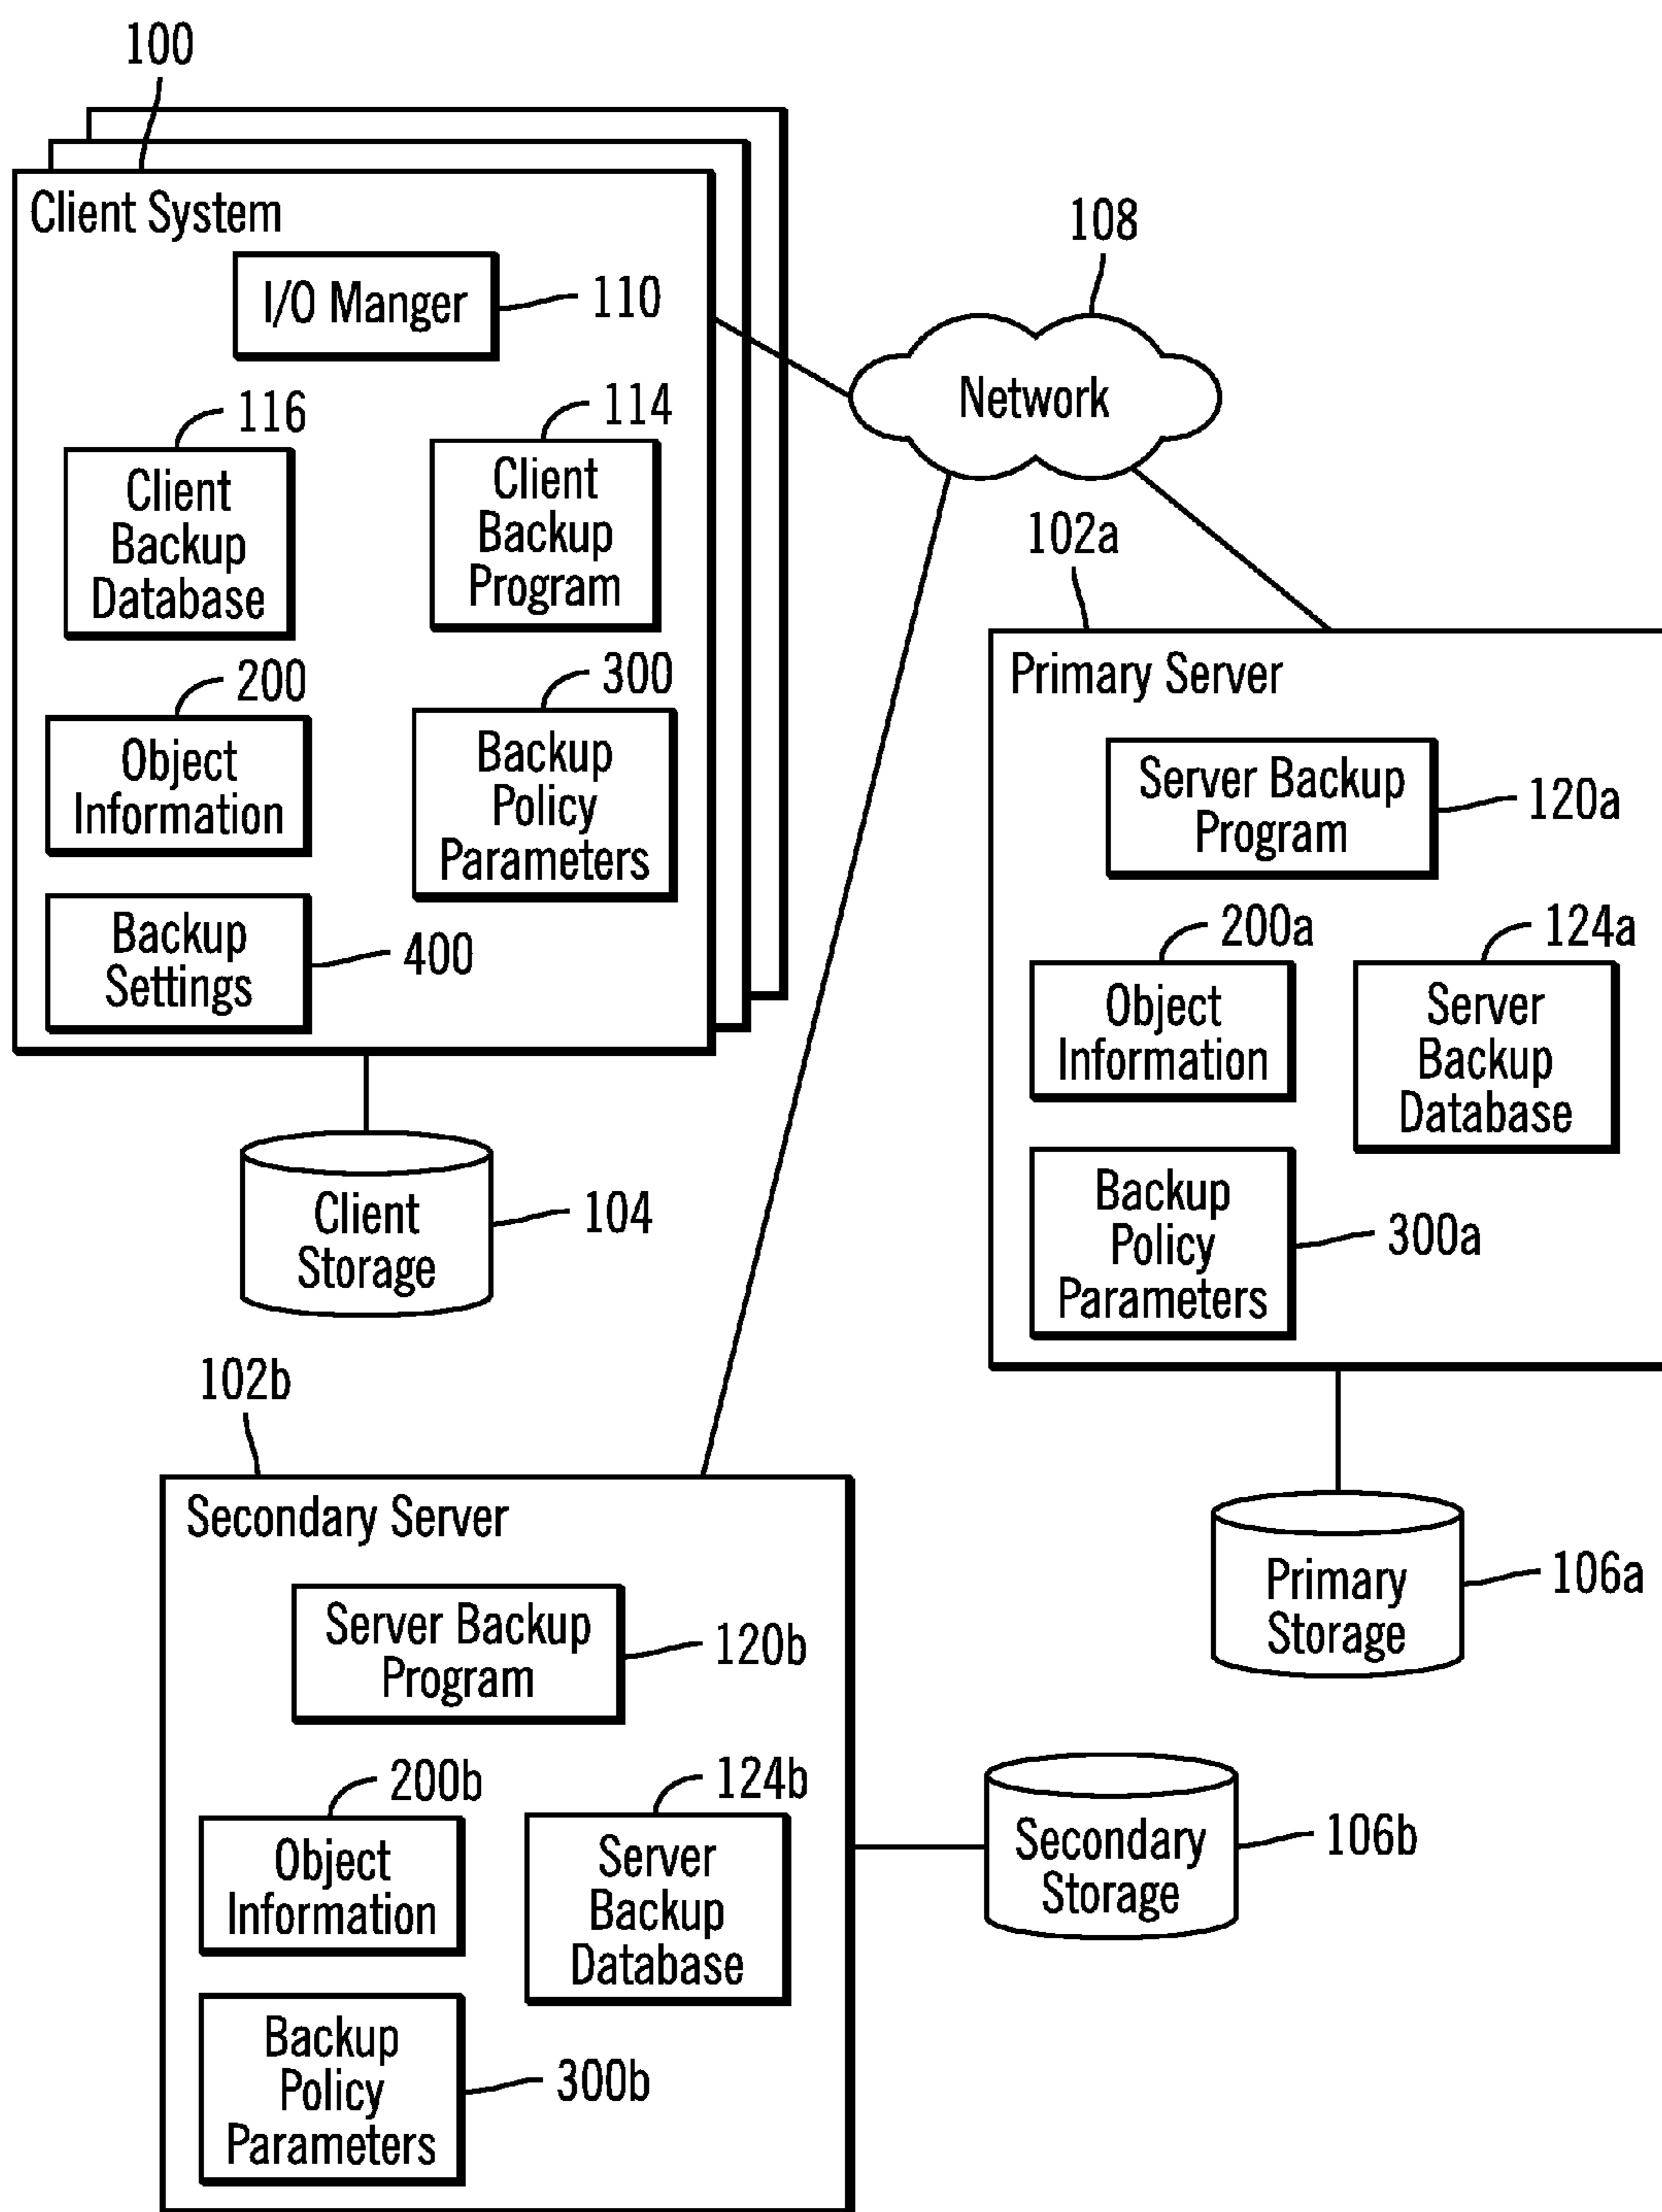 100
Client System
I/O Manger
110
116
Client
Backup
Database
114
Client
Backup
Program
200
Object
Information
300
Backup
Policy
Parameters
Backup
Settings
400
Client
Storage
104
108
Network
102a
Primary Server
Server Backup
Program
120a
200a
Object
Information
124a
Server
Backup
Database
Backup
Policy
Parameters
300a
Primary
Storage
106a
102b
Secondary Server
Server Backup
Program
120b
200b
Object
Information
124b
Server
Backup
Database
Backup
Policy
Parameters
300b
Secondary
Storage
106b